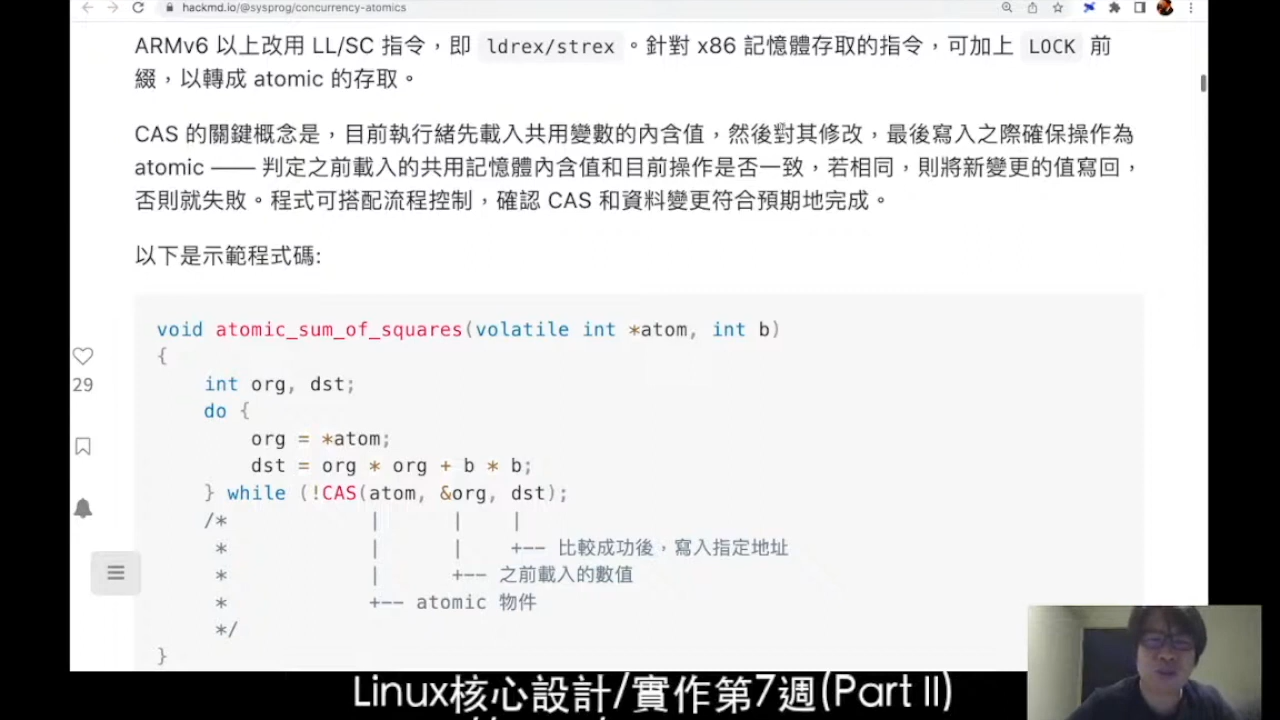 hackmd.io/@sysprog/concurrency-atomics
ARMv6 以上改用 LL/SC 指令，即 ldrex/strex 。針對 x86 記憶體存取的指令，可加上 LOCK 前
綴，以轉成 atomic 的存取。
CAS 的關鍵概念是，目前執行緒先載入共用變數的內含值，然後對其修改，最後寫入之際確保操作為
atomic —— 判定之前載入的共用記憶體內含值和目前操作是否一致，若相同，則將新變更的值寫回，
否則就失敗。程式可搭配流程控制，確認 CAS 和資料變更符合預期地完成。
以下是示範程式碼:
void atomic_sum_of_squares(volatile int *atom, int b)
{
int org, dst;
do {
org = *atom;
dst = org * org + b * b;
} while (!CAS(atom, &org, dst);
/* | | |
* | | +-- 比較成功後，寫入指定地址
* | +-- 之前載入的數值
* +-- atomic 物件
*/
}
29
Linux核心設計/實作第7週(Part II)